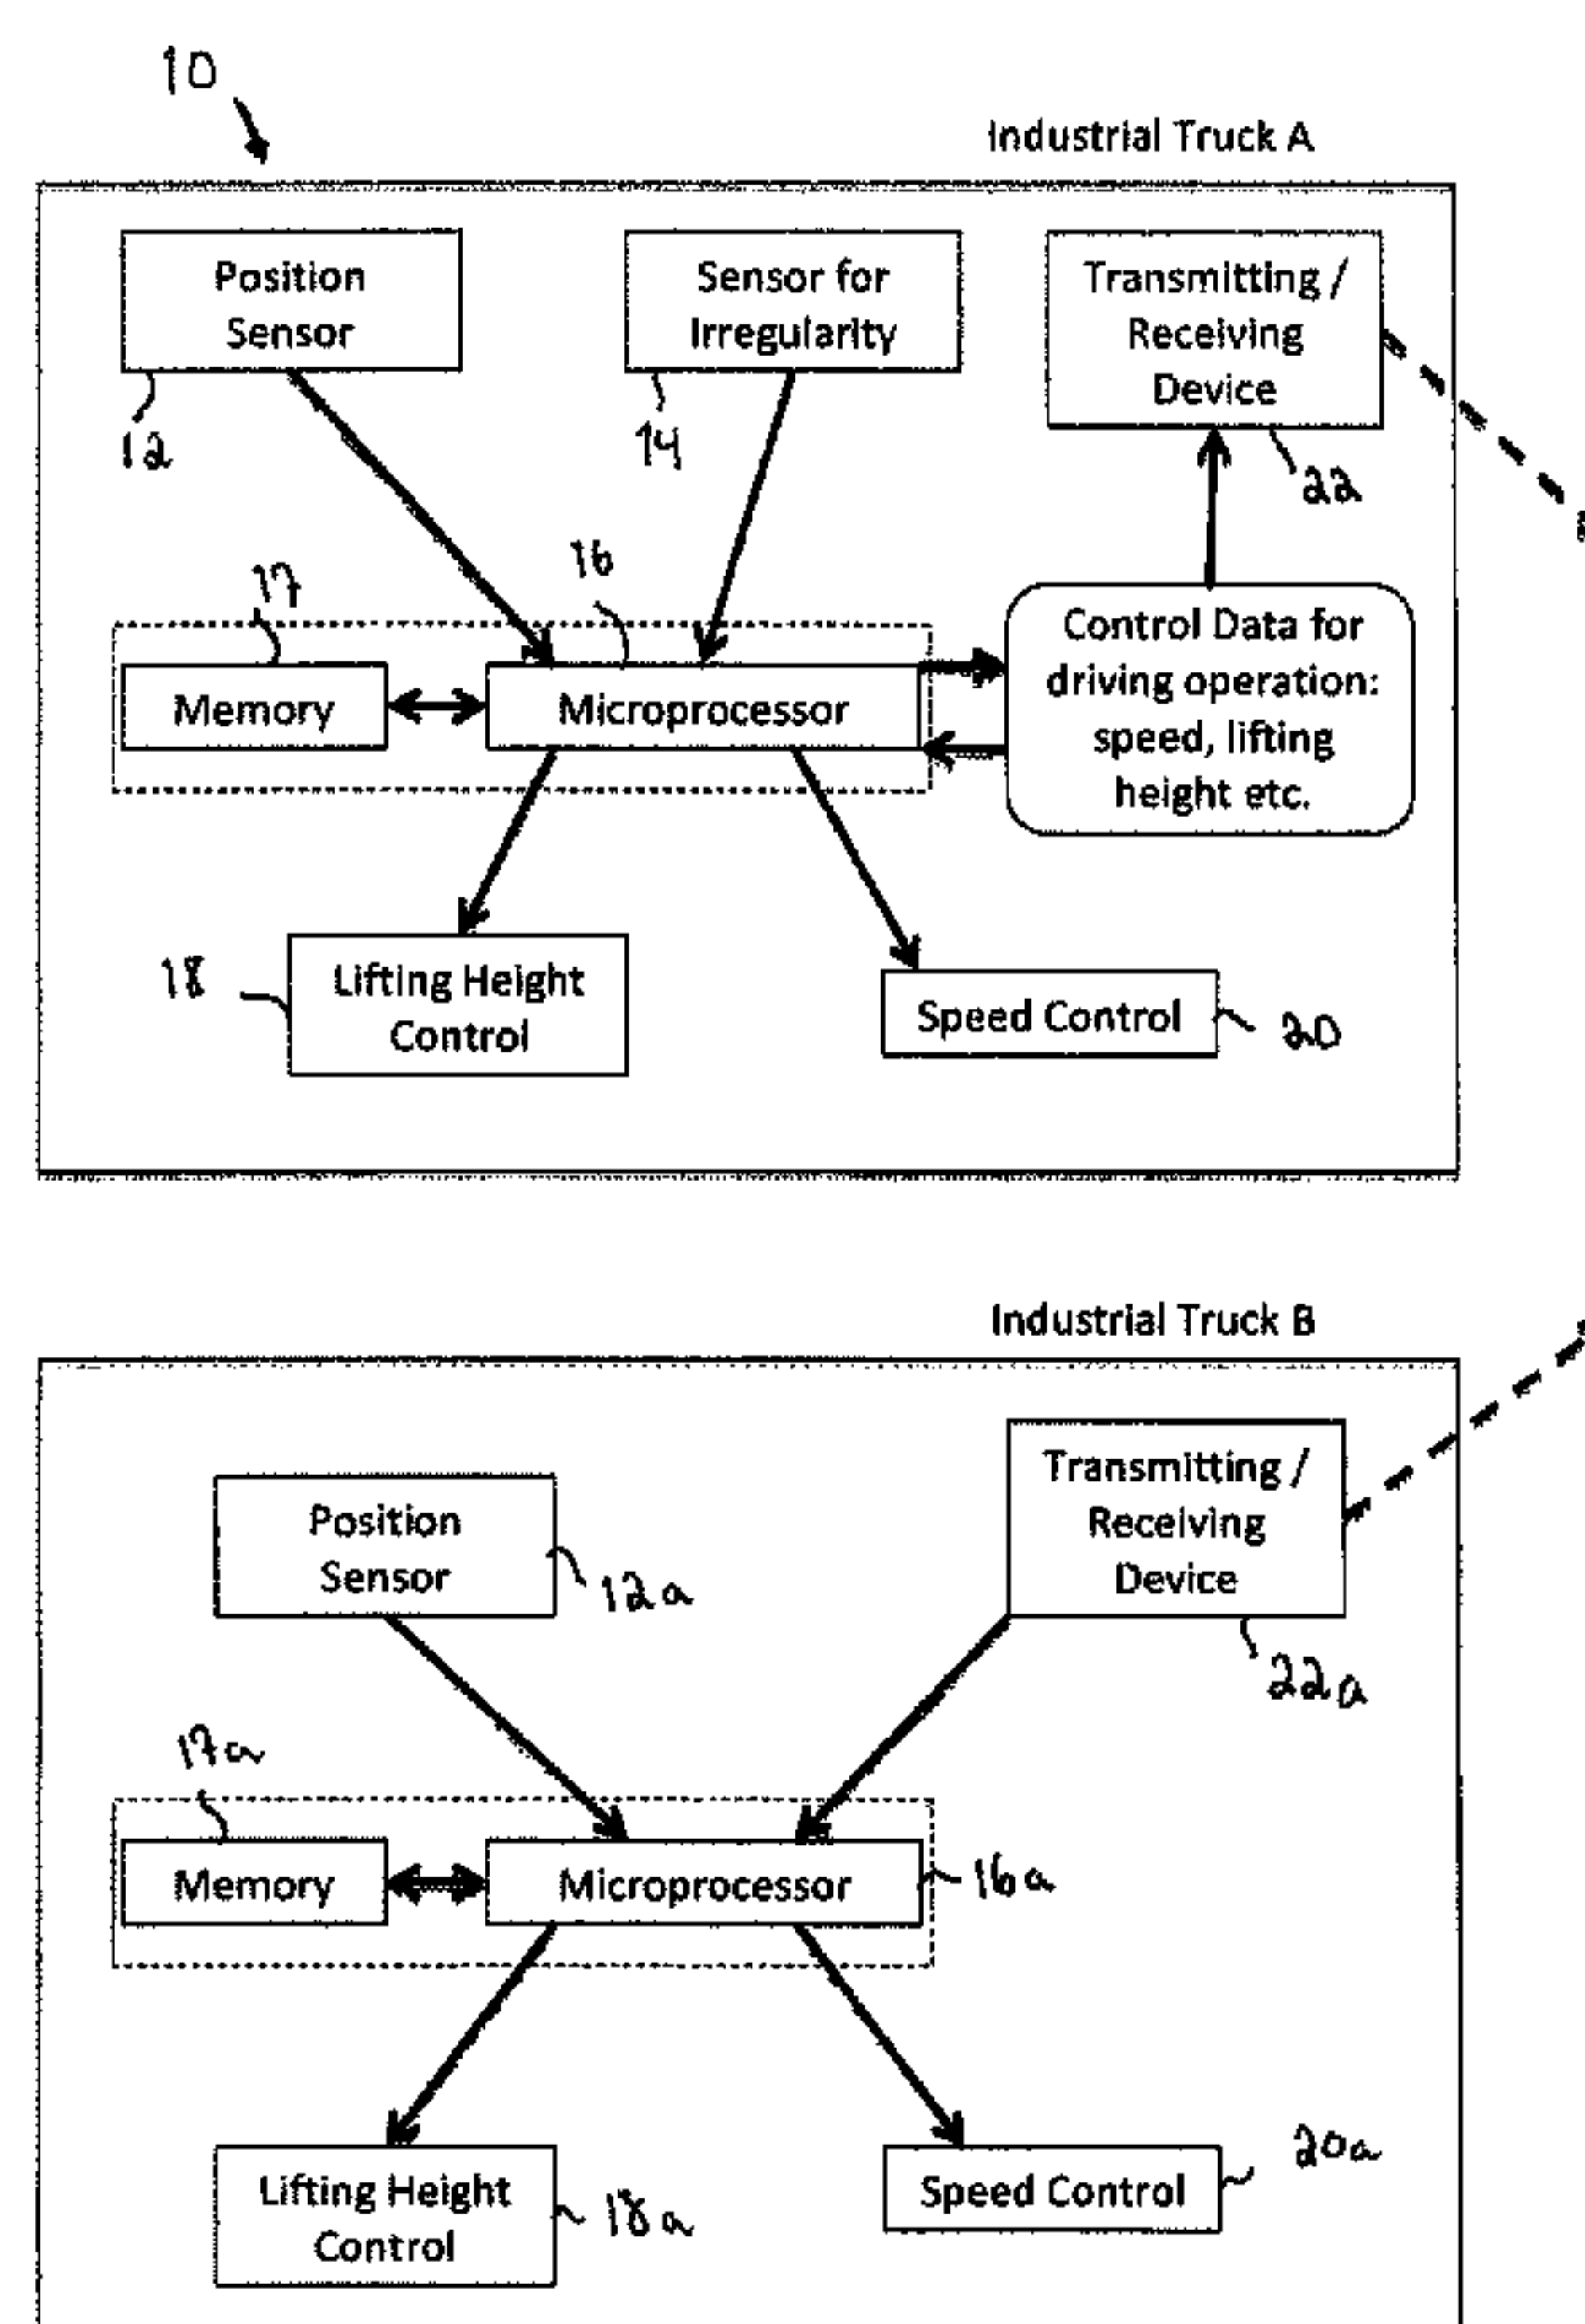 10
Industrial Truck A
Position
Sensor
Sensor for
Irregularity
Transmitting /
Receiving
Device
12
14
22
17
16
Memory
Microprocessor
Control Data for
driving operation:
speed, lifting
height etc.
18
Lifting Height
Control
Speed Control
20
Industrial Truck B
Position
Sensor
12a
Transmitting /
Receiving
Device
22a
17a
Memory
Microprocessor
16a
Lifting Height
Control
18a
Speed Control
20a